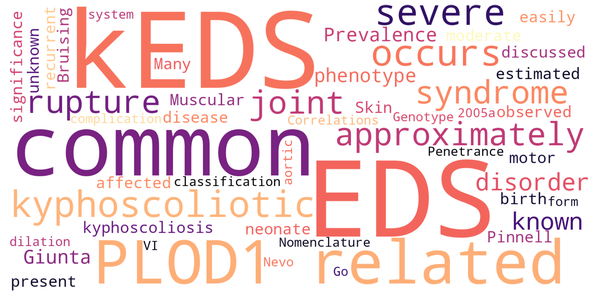 kEDS
severe
system
easily
significance
unknown
recurrent
Bruising
Many
Prevalence
moderate
occurs
discussed
phenotype
estimated
rupture
Muscular
joint
Skin
syndrome
complication
disease
Correlations
Genotype
2005a
observed
common
aortic
approximately
EDS
Penetrance
motor
affected
classification
disorder
kyphoscoliotic
birth
form
known
kyphoscoliosis
neonate
Pinnell
dilation
VI
PLOD1
Nomenclature
related
Giunta
Nevo
Go
present